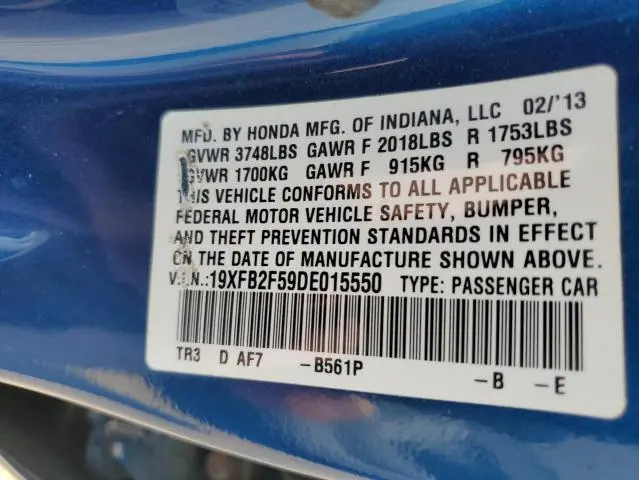 MFD. BY HONDA MFG. OF INDIANA, LLC 02/'13
GVWR 3748LBS GAWR F 2018LBS R 1753LBS
GVWR 1700KG GAWR F 915KG R 795KG
THIS VEHICLE CONFORMS TO ALL APPLICABLE
FEDERAL MOTOR VEHICLE SAFETY, BUMPER,
AND THEFT PREVENTION STANDARDS IN EFFECT
ON THE DATE OF MANUFACTURE SHOWN ABOVE.
V.I.N.:19XFB2F59DE015550 TYPE: PASSENGER CAR
TR3 D AF7 -B561P -B -E